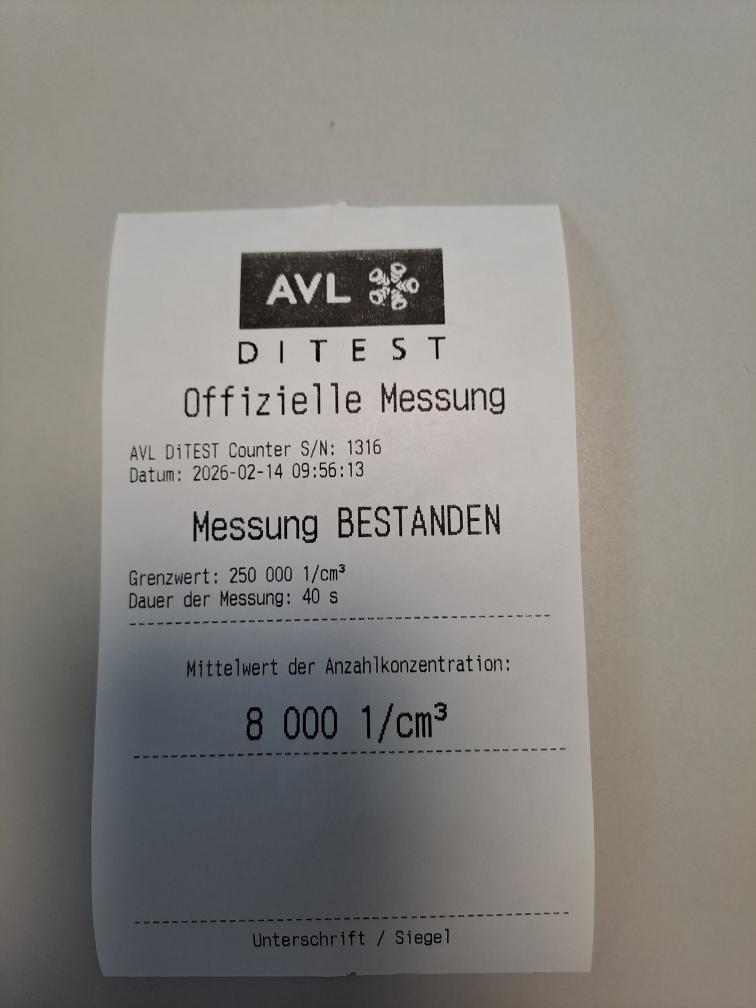 AVL
DITEST
Offizielle Messung
AVL DiTEST Counter S/N: 1316
Datum: 2026-02-14 09:56:13
Messung BESTANDEN
Grenzwert: 250 000 1/cm³
Dauer der Messung: 40 s
Mittelwert der Anzahlkonzentration:
8 000 1/cm³
Unterschrift / Siegel